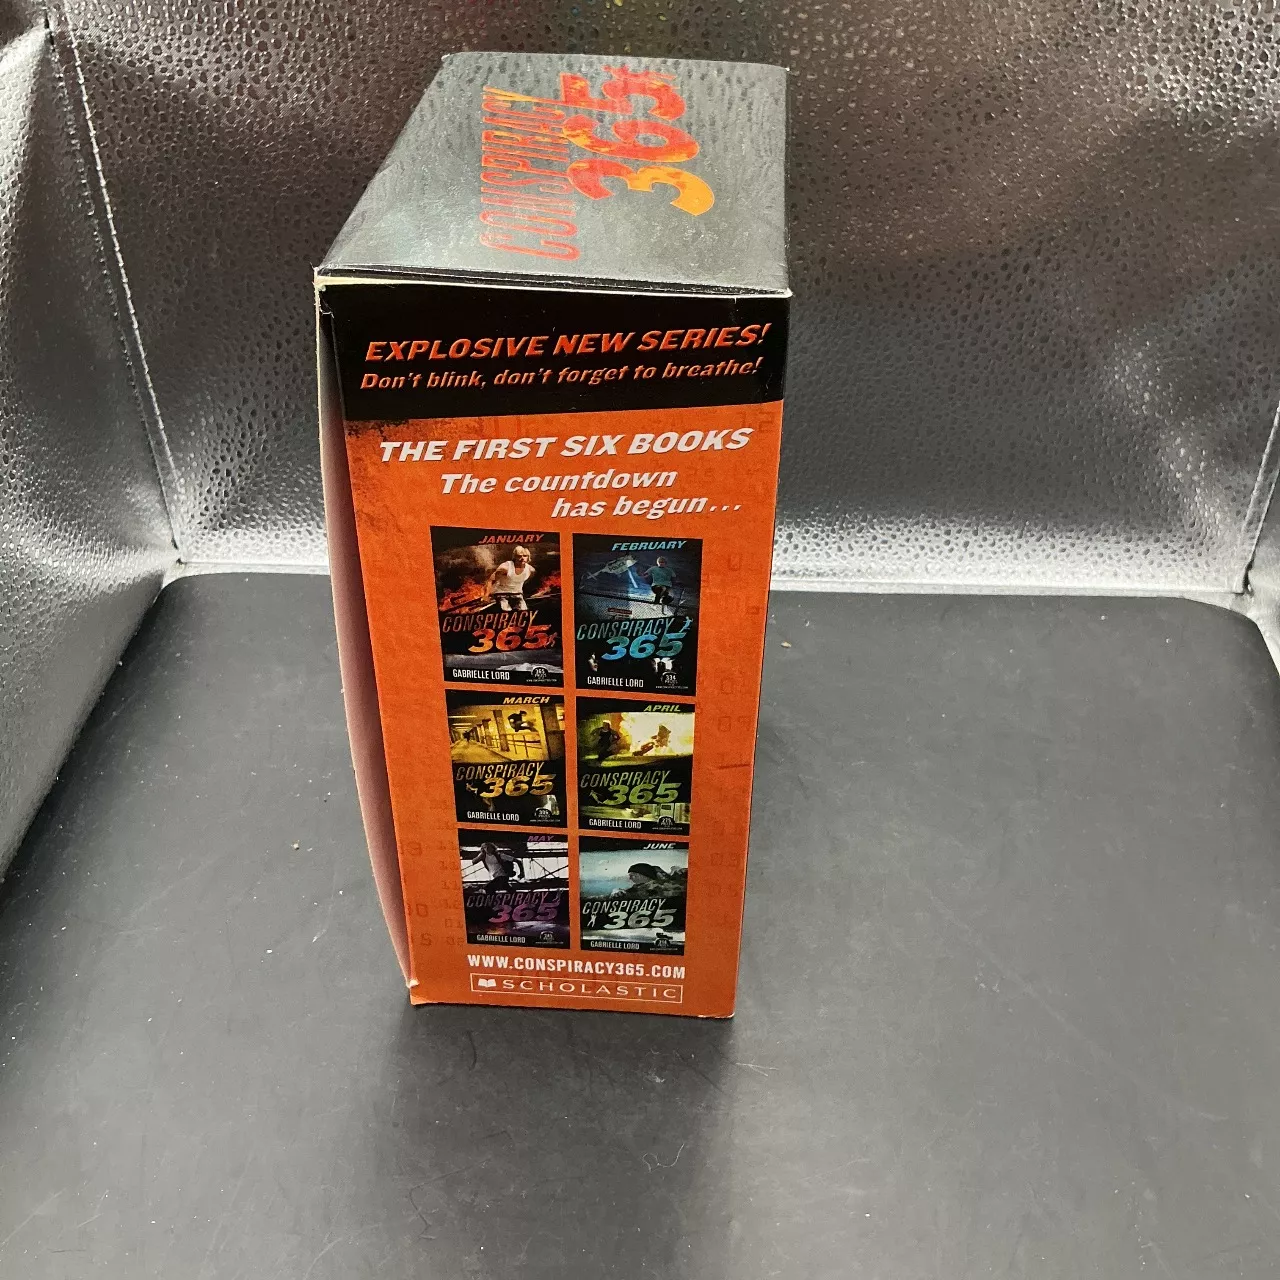 CONSPIRACY
365
EXPLOSIVE NEW SERIES!
Don't blink, don't forget to breathe!
THE FIRST SIX BOOKS
The countdown
has begun...
JANUARY
CONSPIRACY
365
GABRIELLE LORD
FEBRUARY
CONSPIRACY
365
GABRIELLE LORD
MARCH
CONSPIRACY
365
GABRIELLE LORD
APRIL
CONSPIRACY
365
GABRIELLE LORD
MAY
CONSPIRACY
365
GABRIELLE LORD
JUNE
CONSPIRACY
365
GABRIELLE LORD
WWW.CONSPIRACY365.COM
SCHOLASTIC